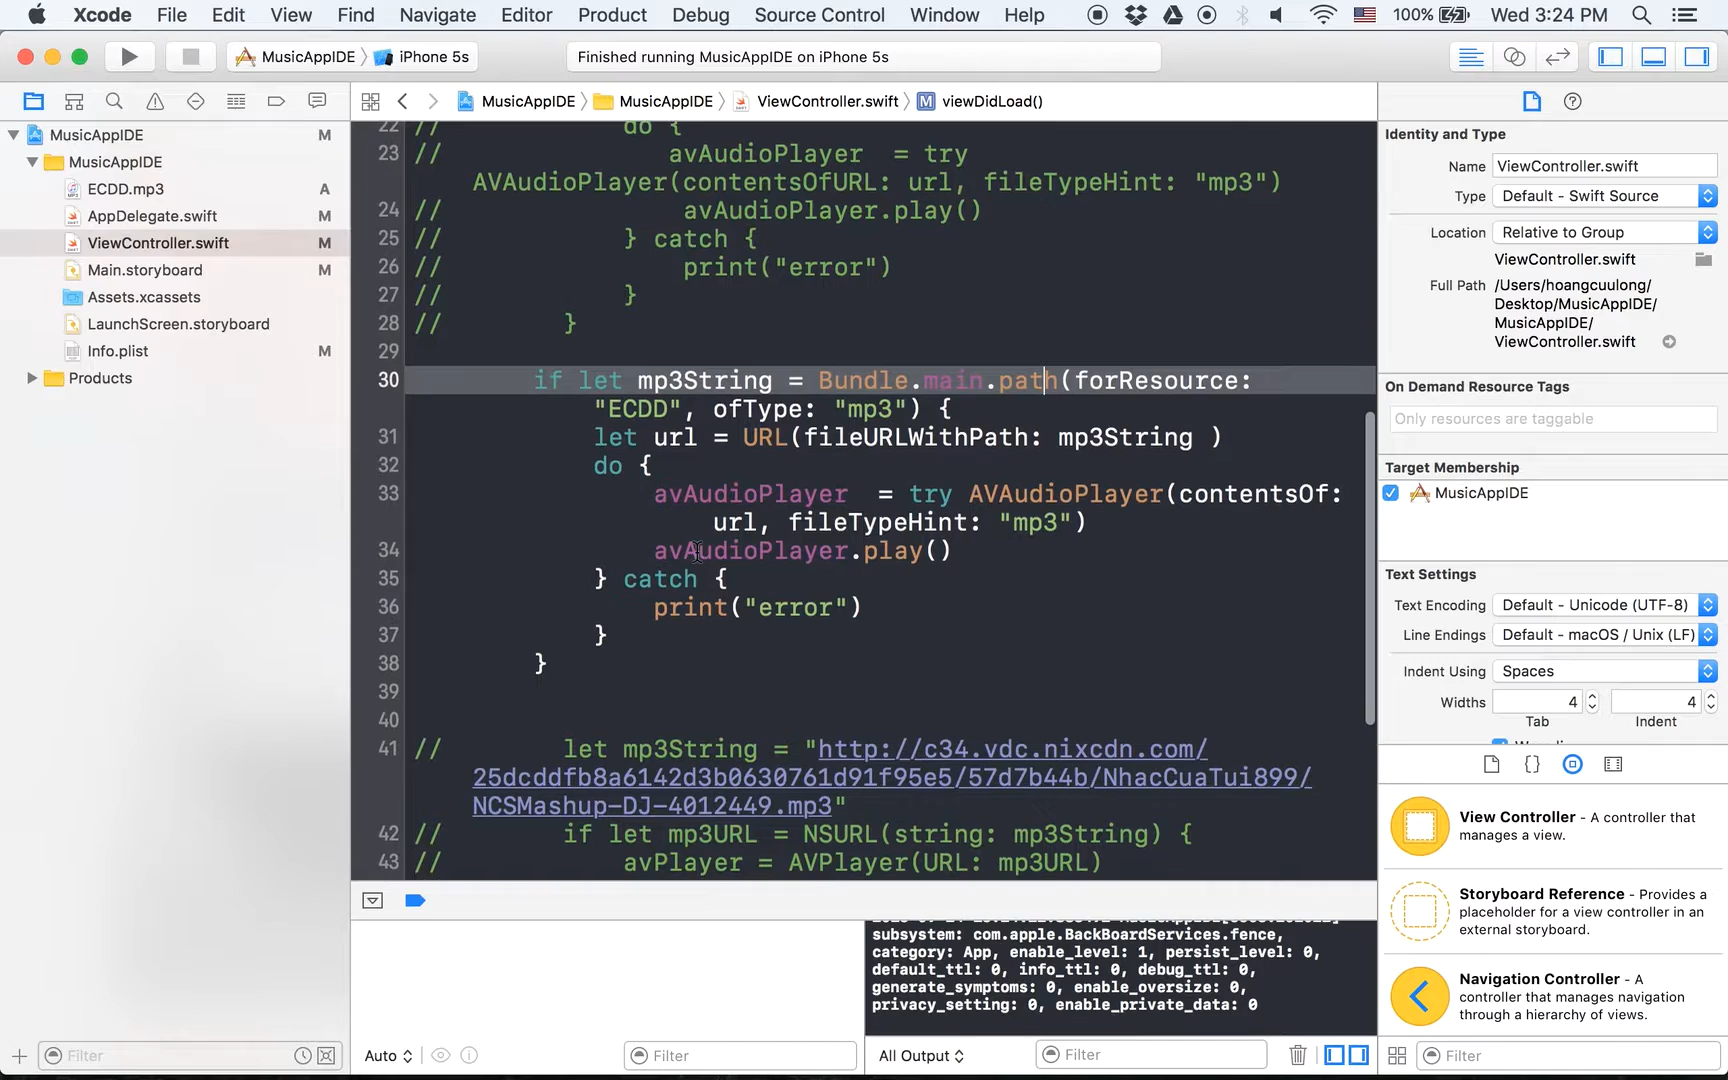 Xcode File Edit View Find Navigate Editor Product Debug Source Control Window Help 100% Wed 3:24 PM
MusicAppIDE iPhone 5s Finished running MusicAppIDE on iPhone 5s
MusicAppIDE MusicAppIDE ViewController.swift M viewDidLoad()
MusicAppIDE M
MusicAppIDE
ECDD.mp3 A
AppDelegate.swift M
ViewController.swift M
Main.storyboard M
Assets.xcassets
LaunchScreen.storyboard
Info.plist M
Products
Filter
22 // do {
23 // avAudioPlayer = try
AVAudioPlayer(contentsOfURL: url, fileTypeHint: "mp3")
24 // avAudioPlayer.play()
25 // } catch {
26 // print("error")
27 // }
28 // }
29
30 if let mp3String = Bundle.main.path(forResource:
"ECDD", ofType: "mp3") {
31 let url = URL(fileURLWithPath: mp3String )
32 do {
33 avAudioPlayer = try AVAudioPlayer(contentsOf:
url, fileTypeHint: "mp3")
34 avAudioPlayer.play()
35 } catch {
36 print("error")
37 }
38 }
39
40
41 // let mp3String = "http://c34.vdc.nixcdn.com/
25dcddfb8a6142d3b0630761d91f95e5/57d7b44b/NhacCuaTui899/
NCSMashup-DJ-4012449.mp3"
42 // if let mp3URL = NSURL(string: mp3String) {
43 // avPlayer = AVPlayer(URL: mp3URL)
subsystem: com.apple.BackBoardServices.fence,
category: App, enable_level: 1, persist_level: 0,
default_ttl: 0, info_ttl: 0, debug_ttl: 0,
generate_symptoms: 0, enable_oversize: 0,
privacy_setting: 0, enable_private_data: 0
Auto Filter All Output Filter
Identity and Type
Name ViewController.swift
Type Default - Swift Source
Location Relative to Group
ViewController.swift
Full Path /Users/hoangcuulong/
Desktop/MusicAppIDE/
MusicAppIDE/
ViewController.swift
On Demand Resource Tags
Only resources are taggable
Target Membership
MusicAppIDE
Text Settings
Text Encoding Default - Unicode (UTF-8)
Line Endings Default - macOS / Unix (LF)
Indent Using Spaces
Widths 4 4
Tab Indent
View Controller - A controller that
manages a view.
Storyboard Reference - Provides a
placeholder for a view controller in an
external storyboard.
Navigation Controller - A
controller that manages navigation
through a hierarchy of views.
Filter